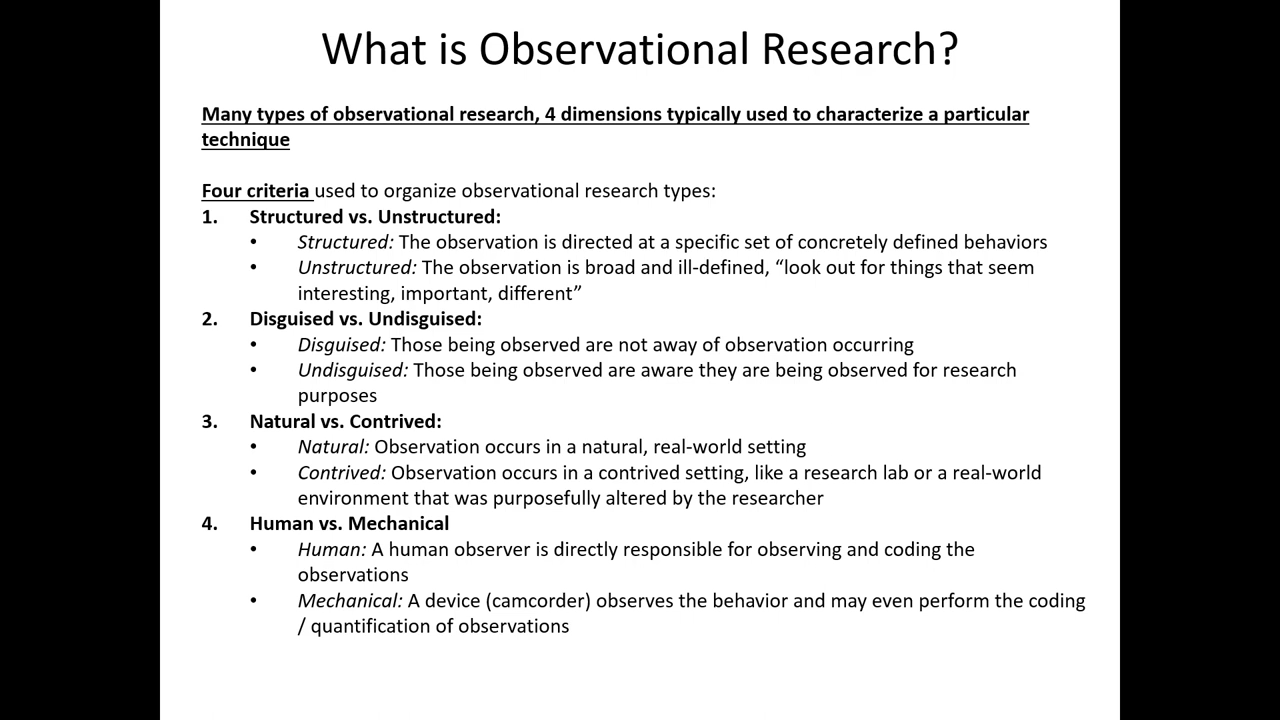 What is Observational Research?
Many types of observational research, 4 dimensions typically used to characterize a particular
technique
Four criteria used to organize observational research types:
1. Structured vs. Unstructured:
• Structured: The observation is directed at a specific set of concretely defined behaviors
• Unstructured: The observation is broad and ill-defined, “look out for things that seem
interesting, important, different”
2. Disguised vs. Undisguised:
• Disguised: Those being observed are not away of observation occurring
• Undisguised: Those being observed are aware they are being observed for research
purposes
3. Natural vs. Contrived:
• Natural: Observation occurs in a natural, real-world setting
• Contrived: Observation occurs in a contrived setting, like a research lab or a real-world
environment that was purposefully altered by the researcher
4. Human vs. Mechanical
• Human: A human observer is directly responsible for observing and coding the
observations
• Mechanical: A device (camcorder) observes the behavior and may even perform the coding
/ quantification of observations